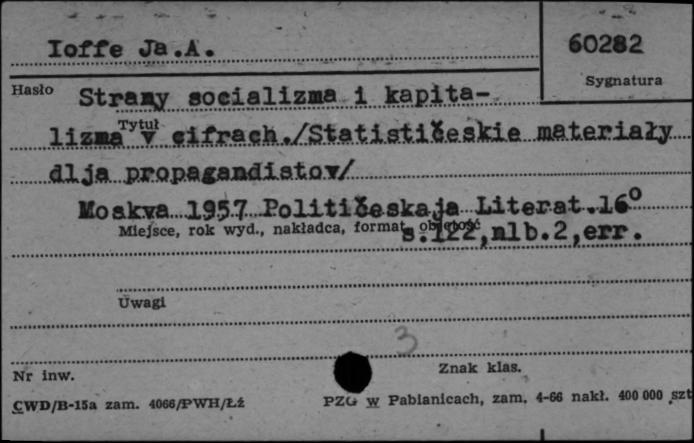 Ioffe Ja.A.
60282
Hasło
Sygnatura
Strany socializma i kapita-
Tytuł
lizma v cifrach./Statističeskie materiały
dlja propagandistov/
Moskva 1957 Političeskaja Literat.16°
Miejsce, rok wyd., nakładca, format, objętość
s.122,nlb.2,err.
Uwagi
3
Nr inw.
Znak klas.
CWD/B-15a zam. 4066/PWH/Łź
PZG w Pabianicach, zam. 4-66 nakł. 400 000 szt